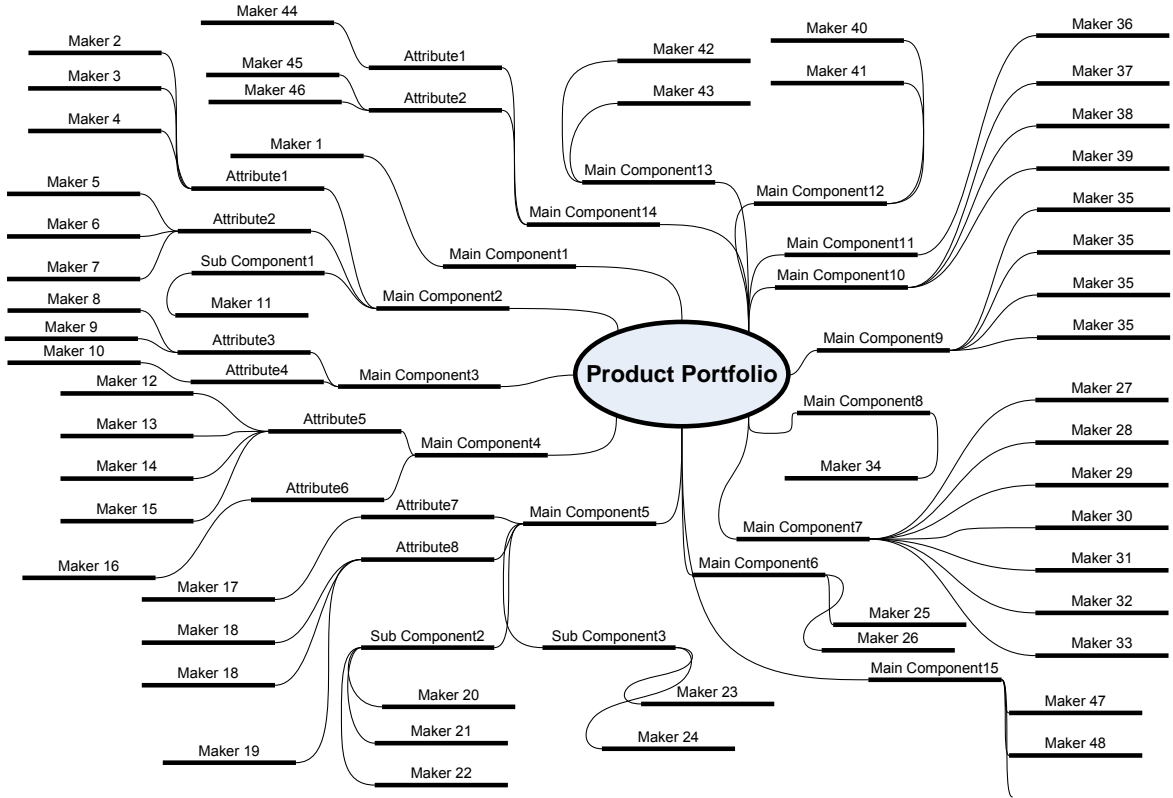 Maker 44
Maker 2
Maker 3
Maker 4
Maker 45
Maker 46
Maker 1
Attribute1
Attribute2
Maker 42
Maker 43
Maker 40
Maker 41
Maker 36
Maker 37
Maker 38
Maker 39
Maker 35
Maker 35
Maker 35
Maker 35
Maker 5
Maker 6
Maker 7
Attribute1
Attribute2
Sub Component1
Maker 11
Main Component13
Main Component12
Main Component14
Main Component11
Main Component10
Main Component1
Main Component2
Maker 8
Maker 9
Maker 10
Attribute3
Attribute4
Main Component3
Product Portfolio
Main Component9
Main Component8
Maker 34
Maker 12
Maker 13
Maker 14
Maker 15
Maker 16
Attribute5
Attribute6
Main Component4
Maker 27
Maker 28
Maker 29
Maker 30
Maker 31
Maker 32
Maker 33
Main Component7
Attribute7
Attribute8
Main Component5
Main Component6
Maker 25
Maker 26
Maker 17
Maker 18
Maker 18
Maker 19
Sub Component2
Sub Component3
Maker 20
Maker 21
Maker 22
Maker 23
Maker 24
Main Component15
Maker 47
Maker 48